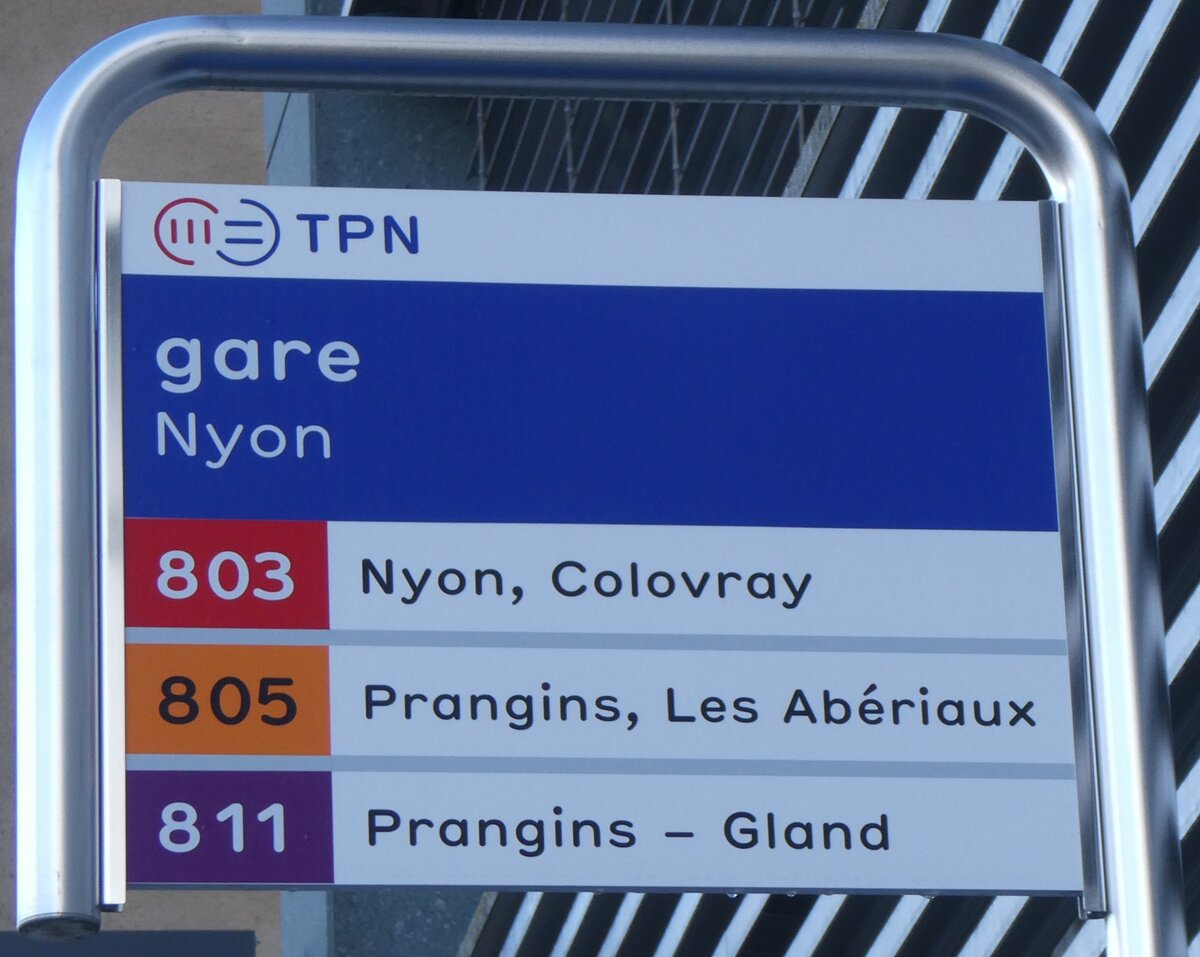 TPN
gare
Nyon
803 Nyon, Colovray
805 Prangins, Les Abériaux
811 Prangins – Gland